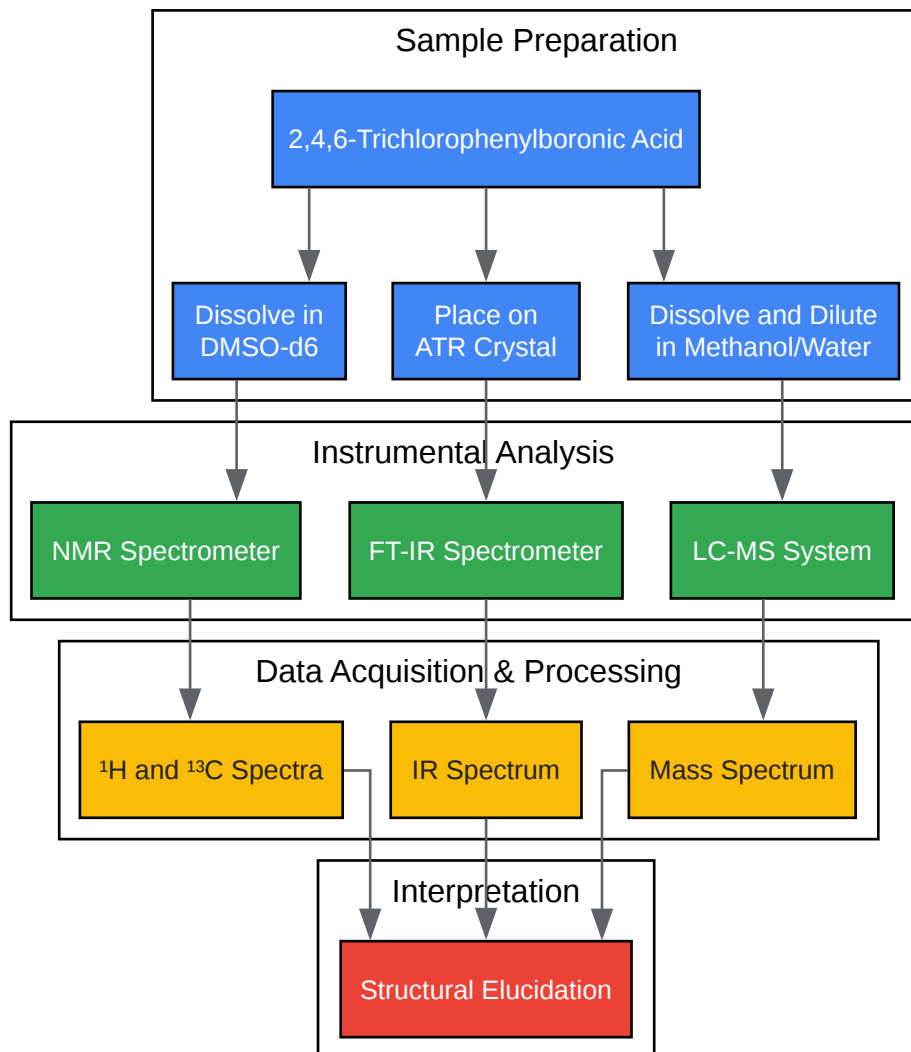 Sample Preparation
2,4,6-Trichlorophenylboronic Acid
Dissolve in
DMSO-d6
Place on
ATR Crystal
Dissolve and Dilute
in Methanol/Water
Instrumental Analysis
NMR Spectrometer
FT-IR Spectrometer
LC-MS System
Data Acquisition & Processing
¹H and ¹³C Spectra
IR Spectrum
Mass Spectrum
Interpretation
Structural Elucidation